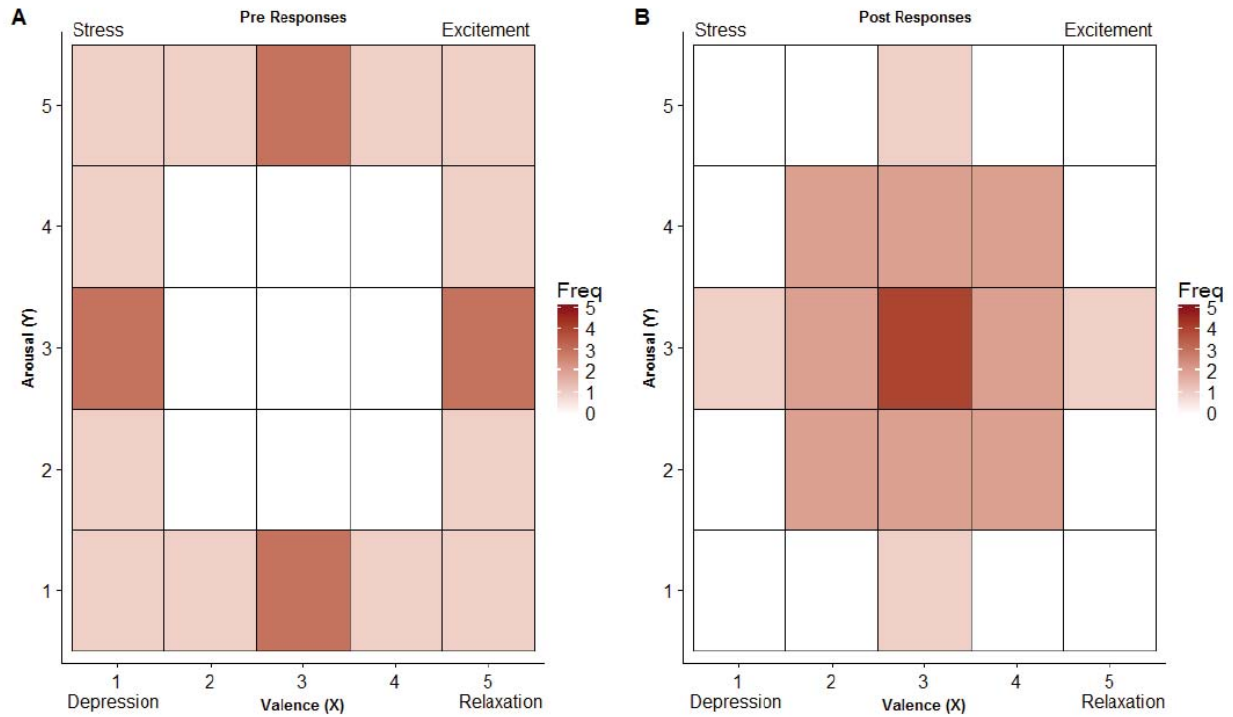 A
Pre Responses
Stress
Excitement
5
4
3
2
1
Arousal (Y)
1
2
3
4
5
Depression
Valence (X)
Relaxation
Freq
5
4
3
2
1
0
B
Post Responses
Stress
Excitement
5
4
3
2
1
Arousal (Y)
1
2
3
4
5
Depression
Valence (X)
Relaxation
Freq
5
4
3
2
1
0